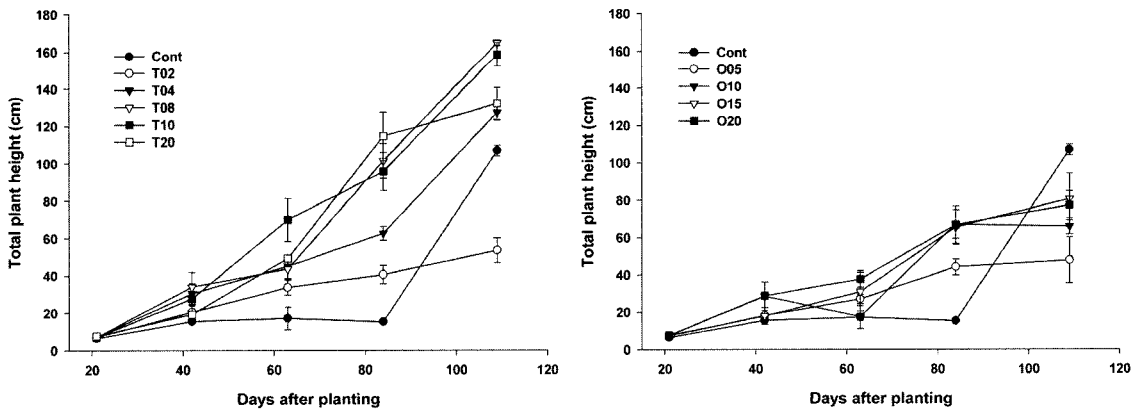 180
160
140
120
100
80
60
40
20
0
Total plant height (cm)
Cont
T02
T04
T08
T10
T20
20 40 60 80 100 120
Days after planting
180
160
140
120
100
80
60
40
20
0
Total plant height (cm)
Cont
O05
O10
O15
O20
20 40 60 80 100 120
Days after planting